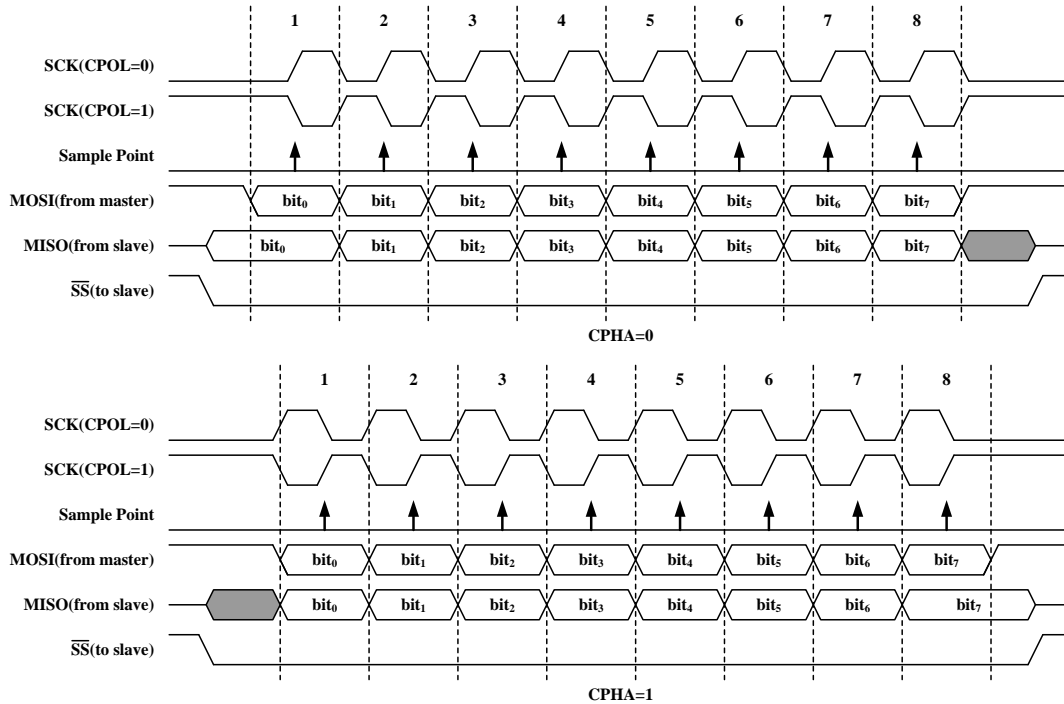 1 2 3 4 5 6 7 8
SCK(CPOL=0)
SCK(CPOL=1)
Sample Point
MOSI(from master) bit₀ bit₁ bit₂ bit₃ bit₄ bit₅ bit₆ bit₇
MISO(from slave) bit₀ bit₁ bit₂ bit₃ bit₄ bit₅ bit₆ bit₇
S̅S̅(to slave)
CPHA=0
1 2 3 4 5 6 7 8
SCK(CPOL=0)
SCK(CPOL=1)
Sample Point
MOSI(from master) bit₀ bit₁ bit₂ bit₃ bit₄ bit₅ bit₆ bit₇
MISO(from slave) bit₀ bit₁ bit₂ bit₃ bit₄ bit₅ bit₆ bit₇
S̅S̅(to slave)
CPHA=1